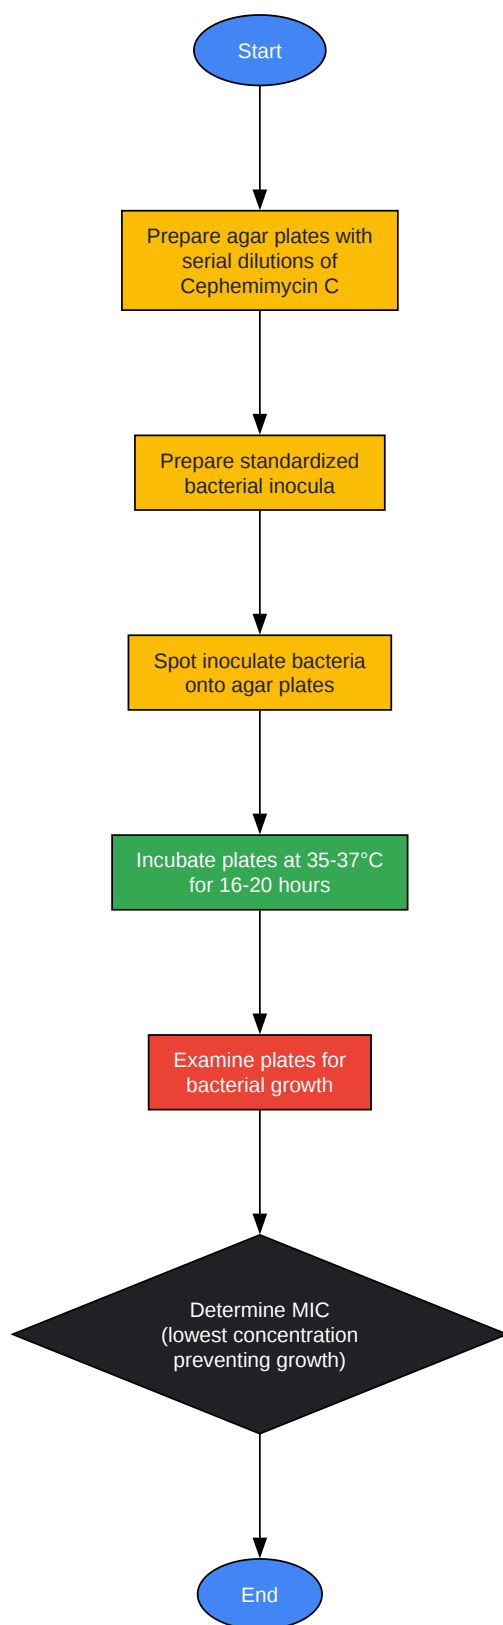 Start
Prepare agar plates with
serial dilutions of
Cephemimycin C
Prepare standardized
bacterial inocula
Spot inoculate bacteria
onto agar plates
Incubate plates at 35-37°C
for 16-20 hours
Examine plates for
bacterial growth
Determine MIC
(lowest concentration
preventing growth)
End